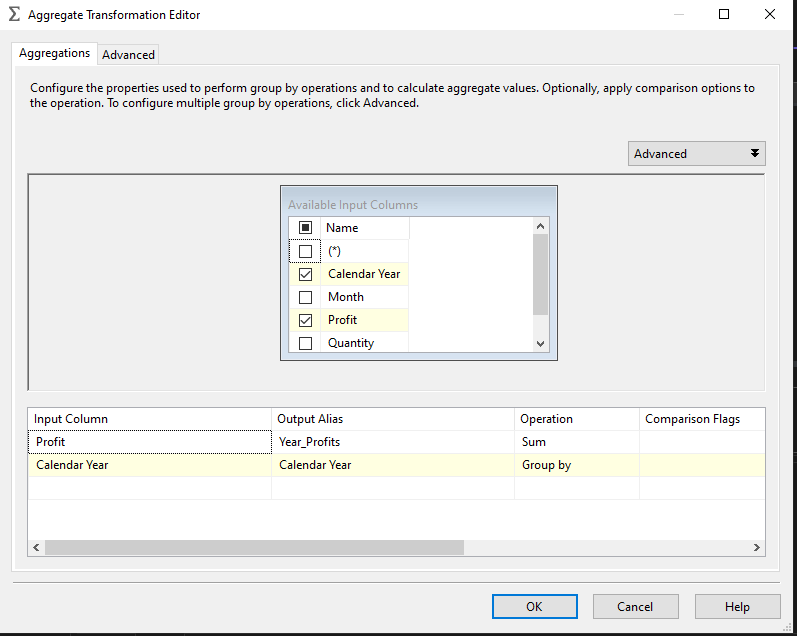 Aggregate Transformation Editor
Aggregations Advanced
Configure the properties used to perform group by operations and to calculate aggregate values. Optionally, apply comparison options to
the operation. To configure multiple group by operations, click Advanced.
Advanced
Available Input Columns
Name
(*)
Calendar Year
Month
Profit
Quantity
Input Column Output Alias Operation Comparison Flags
Profit Year_Profits Sum
Calendar Year Calendar Year Group by
OK Cancel Help